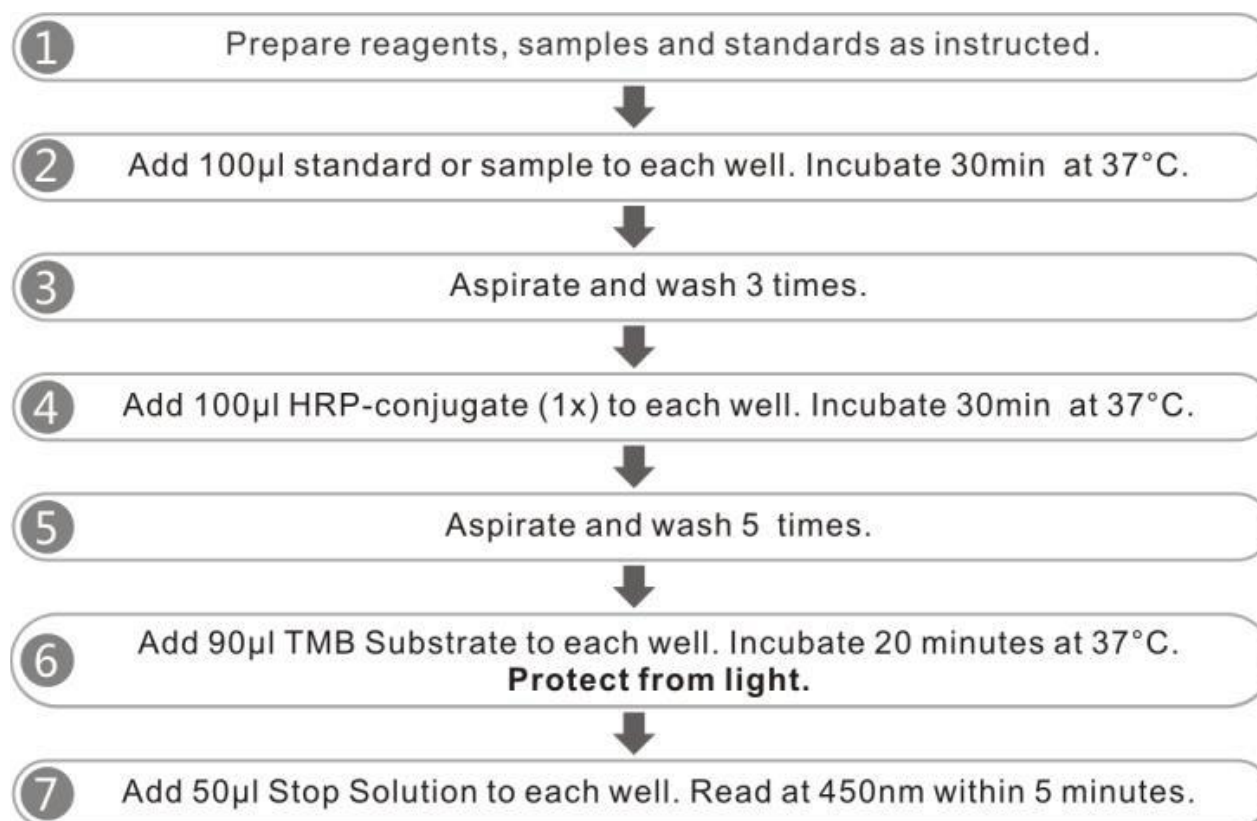 1 Prepare reagents, samples and standards as instructed.
2 Add 100µl standard or sample to each well. Incubate 30min at 37°C.
3 Aspirate and wash 3 times.
4 Add 100µl HRP-conjugate (1x) to each well. Incubate 30min at 37°C.
5 Aspirate and wash 5 times.
6 Add 90µl TMB Substrate to each well. Incubate 20 minutes at 37°C.
Protect from light.
7 Add 50µl Stop Solution to each well. Read at 450nm within 5 minutes.